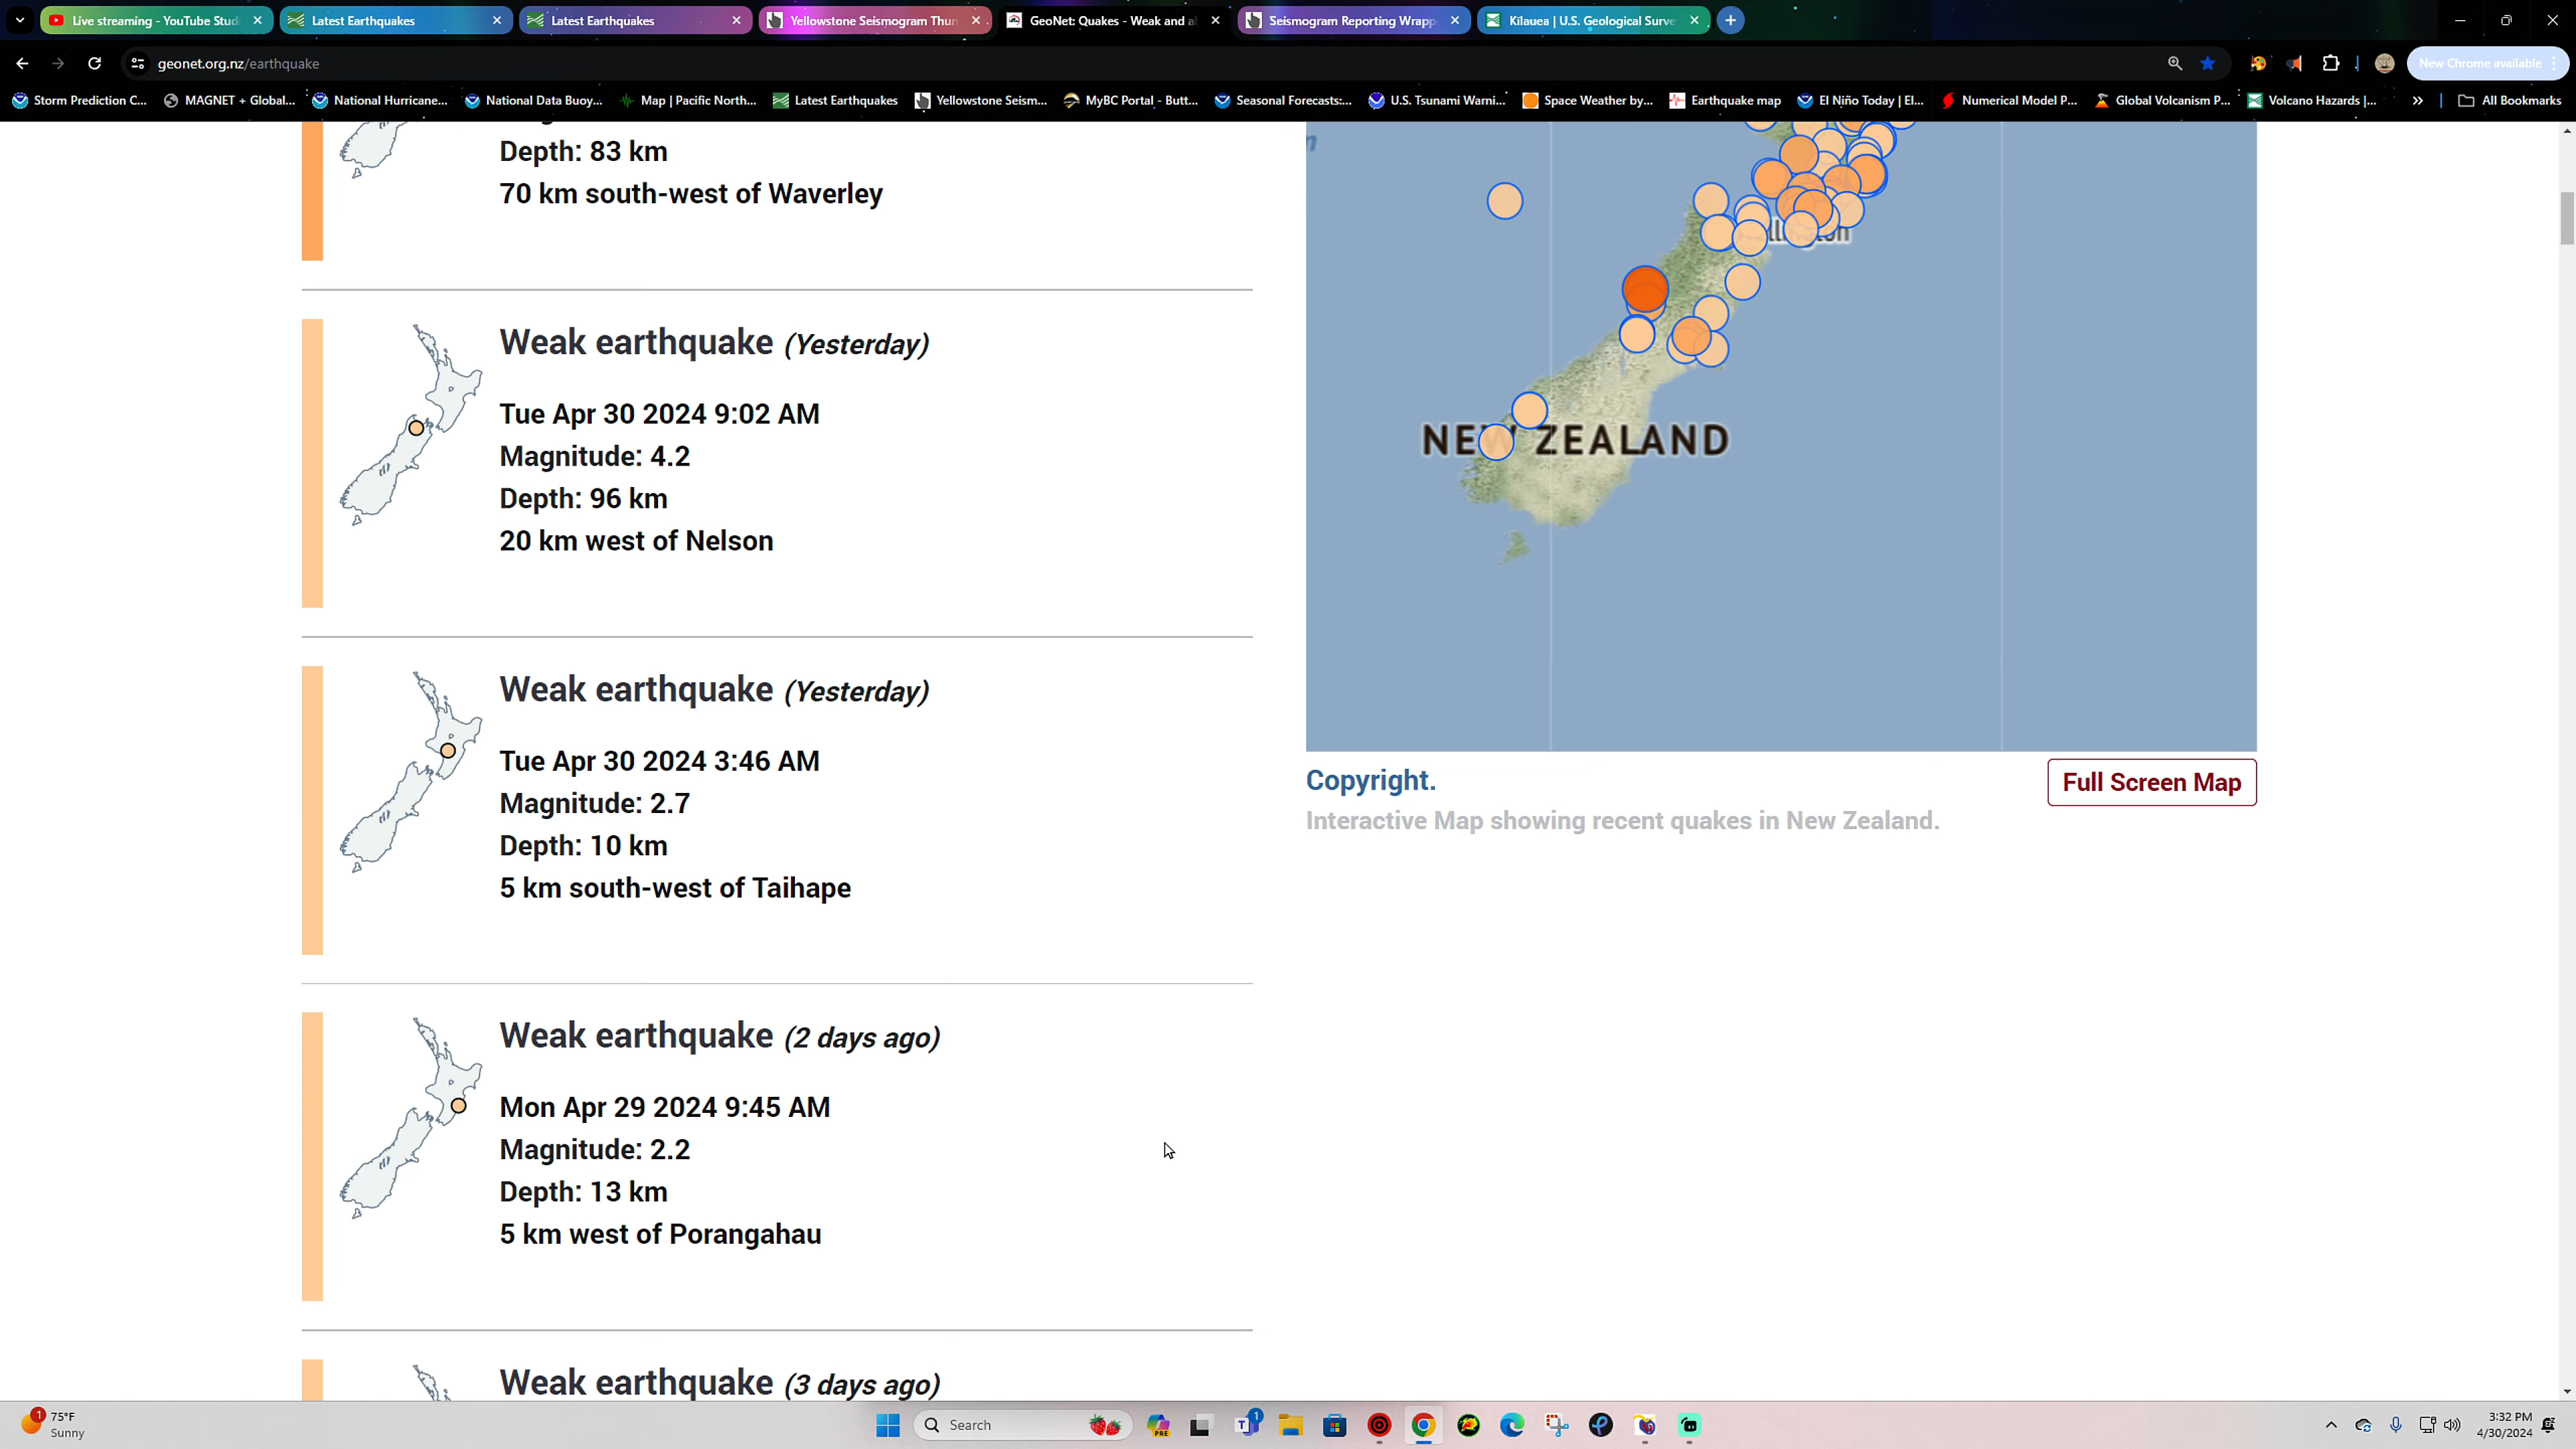 Live streaming - YouTube Studi
Latest Earthquakes
Latest Earthquakes
Yellowstone Seismogram Thun
GeoNet: Quakes - Weak and a
Seismogram Reporting Wrapp
Kilauea | U.S. Geological Surve
geonet.org.nz/earthquake
New Chrome available
Storm Prediction C...
MAGNET + Global...
National Hurricane...
National Data Buoy...
Map | Pacific North...
Latest Earthquakes
Yellowstone Seism...
MyBC Portal - Butt...
Seasonal Forecasts:...
U.S. Tsunami Warni...
Space Weather by...
Earthquake map
El Niño Today | El...
Numerical Model P...
Global Volcanism P...
Volcano Hazards |...
All Bookmarks
Depth: 83 km
70 km south-west of Waverley
Weak earthquake (Yesterday)
Tue Apr 30 2024 9:02 AM
Magnitude: 4.2
Depth: 96 km
20 km west of Nelson
Weak earthquake (Yesterday)
Tue Apr 30 2024 3:46 AM
Magnitude: 2.7
Depth: 10 km
5 km south-west of Taihape
Weak earthquake (2 days ago)
Mon Apr 29 2024 9:45 AM
Magnitude: 2.2
Depth: 13 km
5 km west of Porangahau
Weak earthquake (3 days ago)
NEW ZEALAND
Copyright.
Full Screen Map
Interactive Map showing recent quakes in New Zealand.
1
75°F
Sunny
Search
PRE
1
3:32 PM
4/30/2024